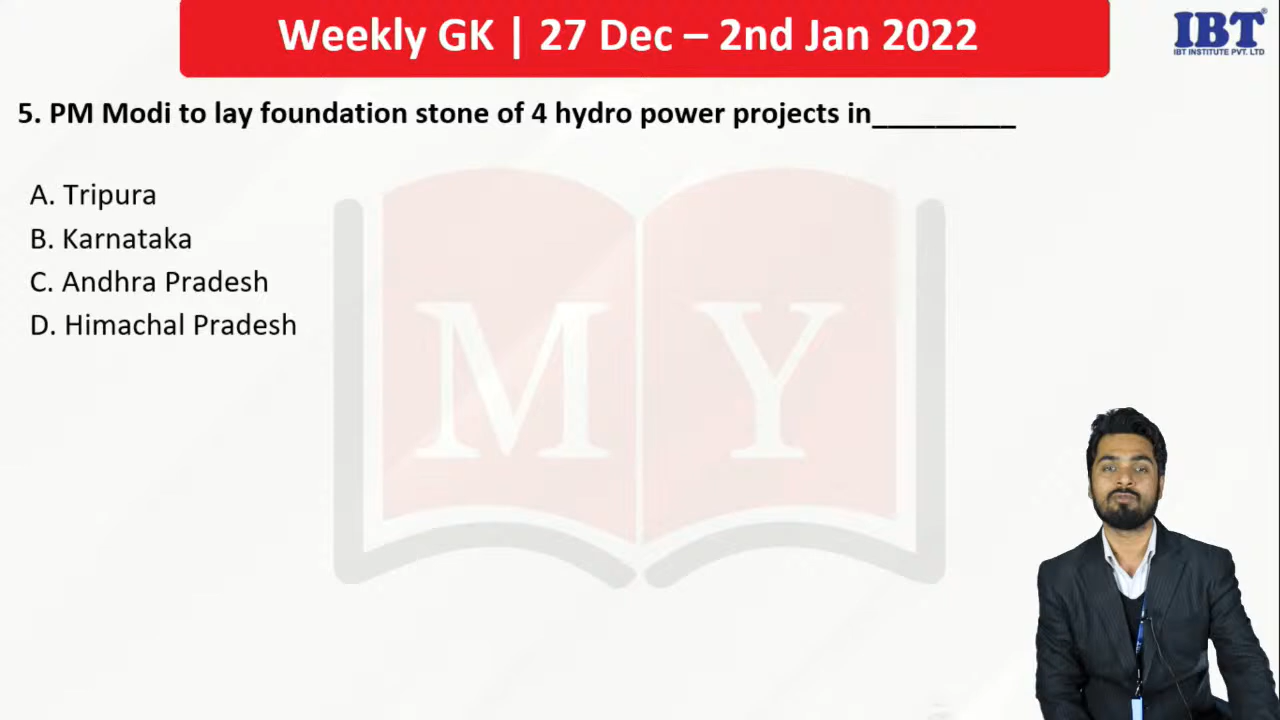 Weekly GK | 27 Dec – 2nd Jan 2022
IBT
IBT INSTITUTE PVT. LTD
5. PM Modi to lay foundation stone of 4 hydro power projects in_________
A. Tripura
B. Karnataka
C. Andhra Pradesh
D. Himachal Pradesh
M Y